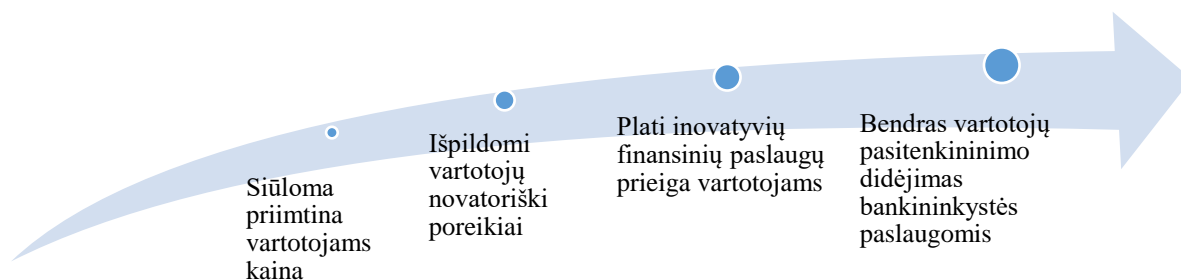 Siūloma
priimtina
vartotojams
kaina
Išpildomi
vartotojų
novatoriški
poreikiai
Plati inovatyvių
finansinių paslaugų
prieiga vartotojams
Bendras vartotojų
pasitenkininimo
didėjimas
bankininkystės
paslaugomis